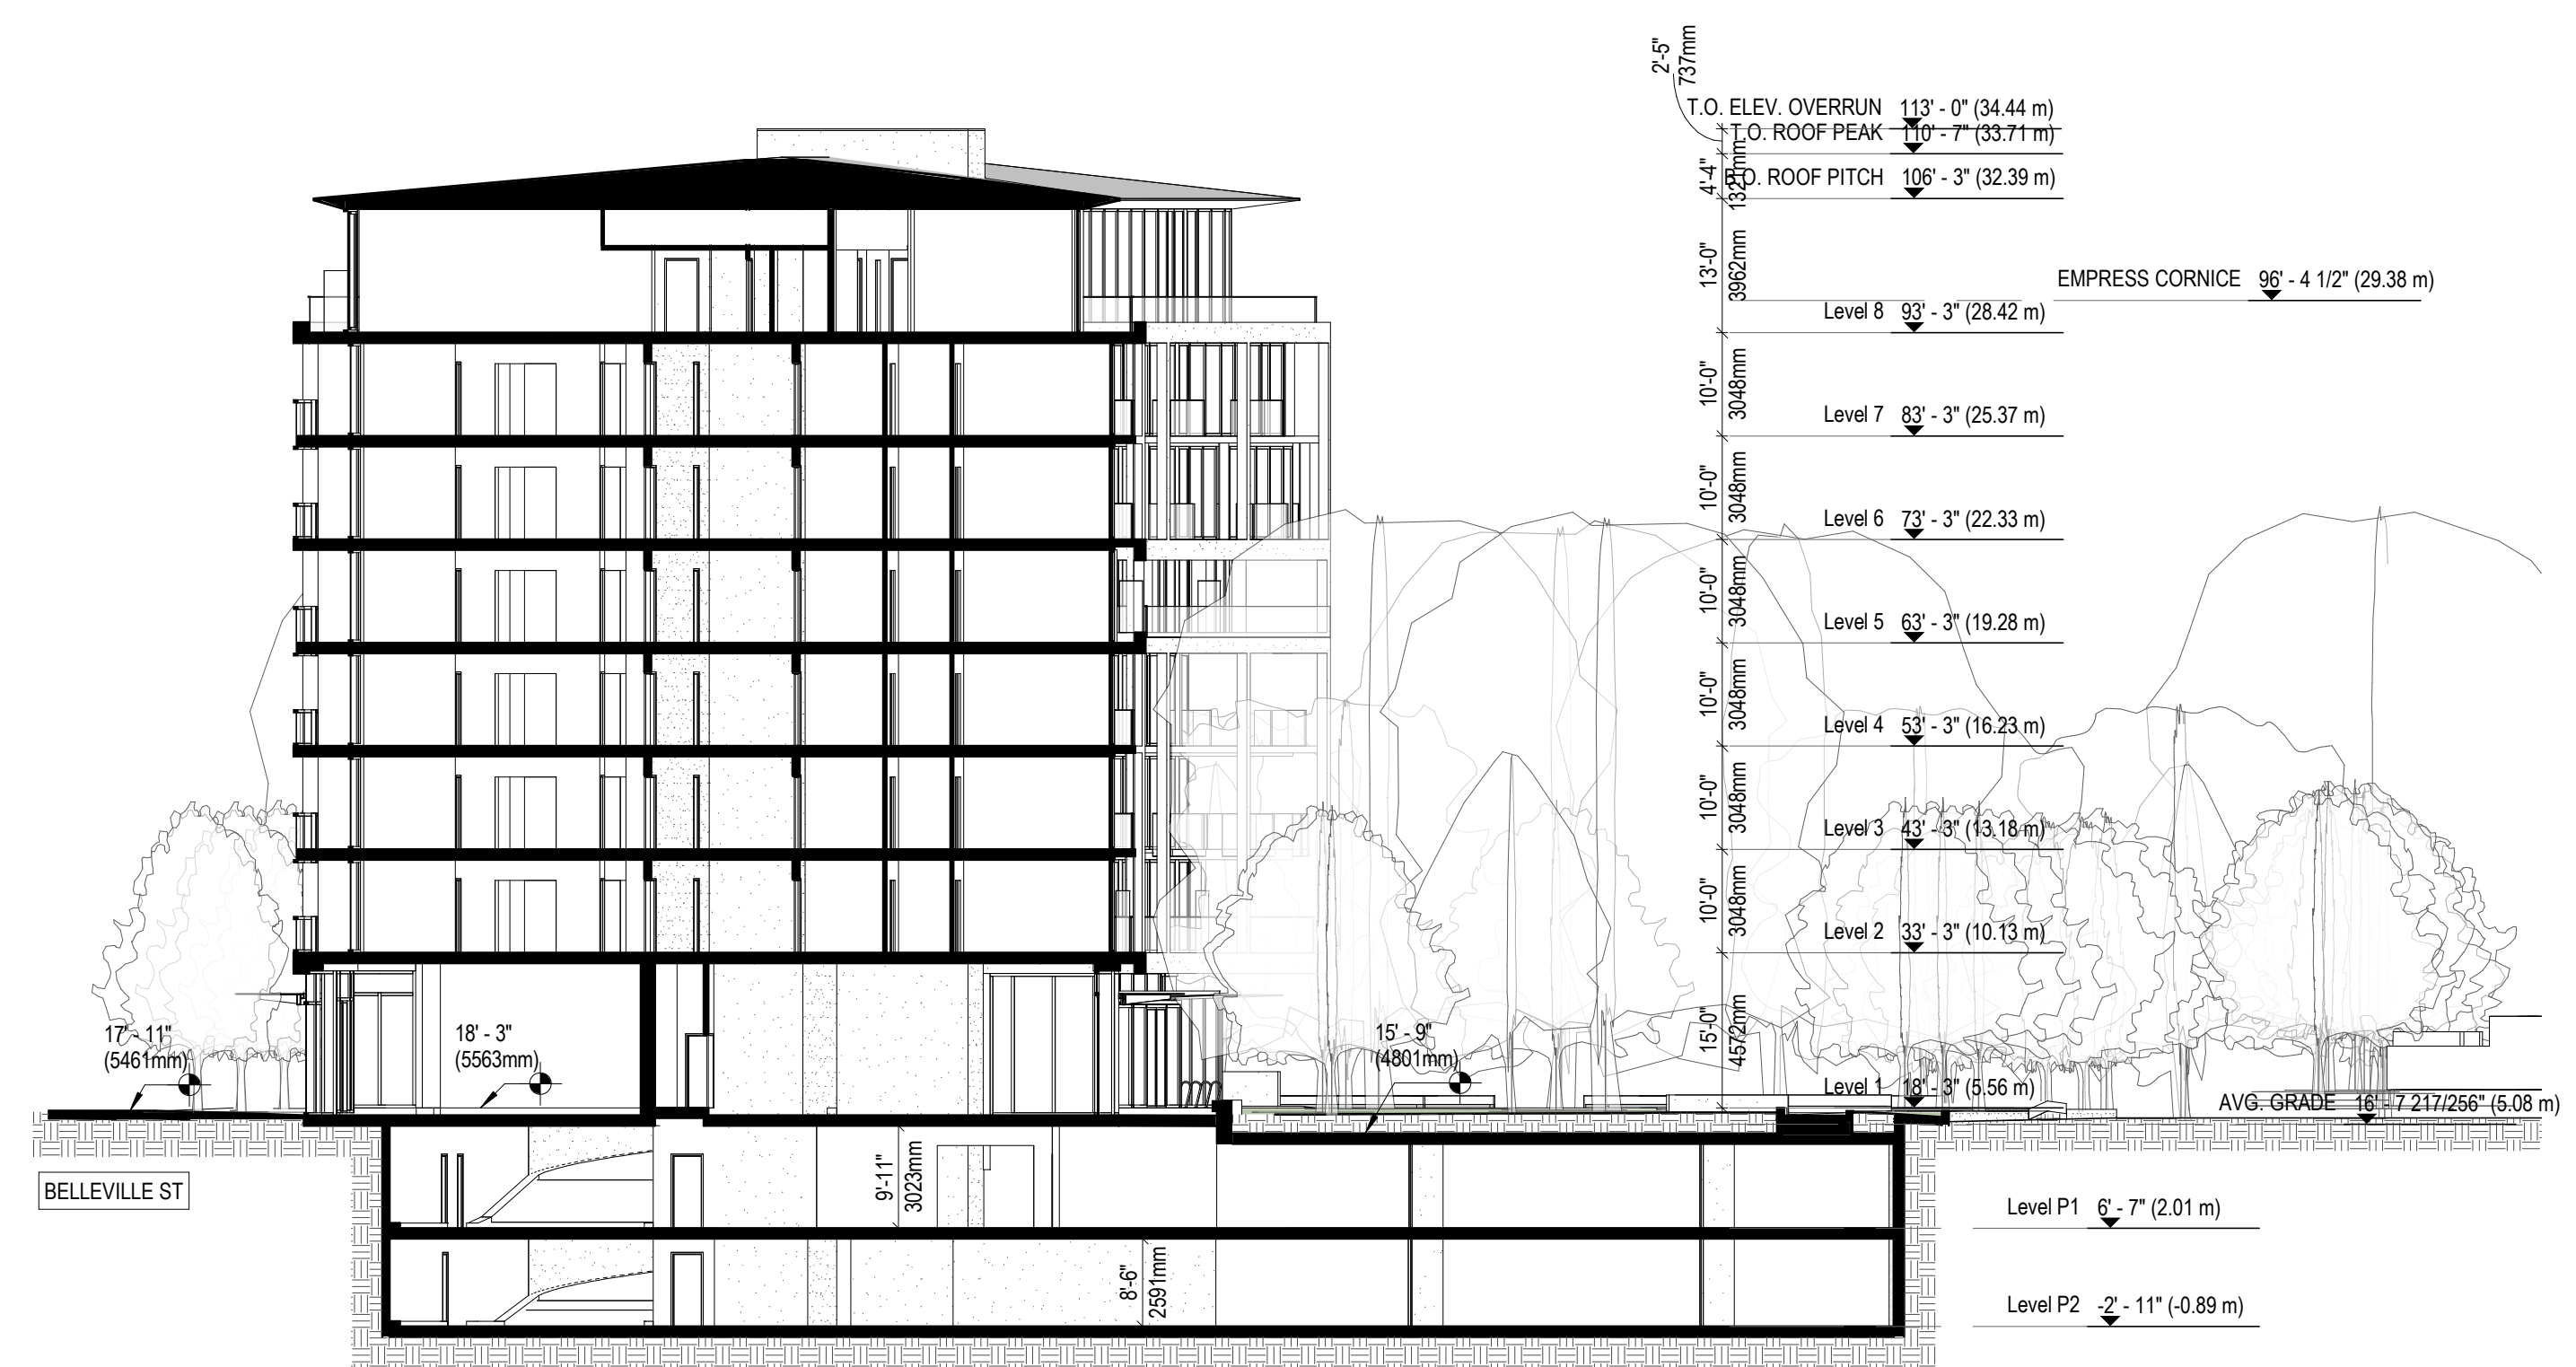 2'-5"
737mm
T.O. ELEV. OVERRUN 113' - 0" (34.44 m)
T.O. ROOF PEAK 110' - 7" (33.71 m)
4'-4"
1321mm
B.O. ROOF PITCH 106' - 3" (32.39 m)
13'-0"
3962mm
EMPRESS CORNICE 96' - 4 1/2" (29.38 m)
Level 8 93' - 3" (28.42 m)
10'-0"
3048mm
Level 7 83' - 3" (25.37 m)
10'-0"
3048mm
Level 6 73' - 3" (22.33 m)
10'-0"
3048mm
Level 5 63' - 3" (19.28 m)
10'-0"
3048mm
Level 4 53' - 3" (16.23 m)
10'-0"
3048mm
Level 3 43' - 3" (13.18 m)
10'-0"
3048mm
Level 2 33' - 3" (10.13 m)
15'-0"
4572mm
17' - 11"
(5461mm)
18' - 3"
(5563mm)
15' - 9"
(4801mm)
Level 1 18' - 3" (5.56 m)
AVG. GRADE 16' - 7 217/256" (5.08 m)
BELLEVILLE ST
9'-11"
3023mm
Level P1 6' - 7" (2.01 m)
8'-6"
2591mm
Level P2 -2' - 11" (-0.89 m)